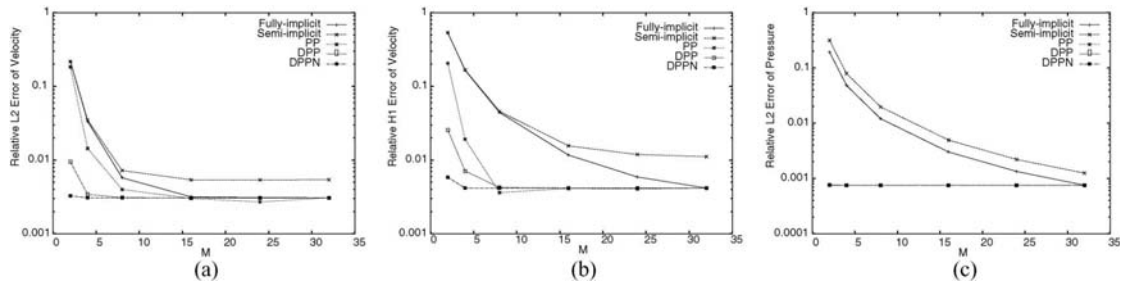 Relative L2 Error of Velocity
1
0.1
0.01
0.001
0 5 10 15 20 25 30 35
M
Fully-implicit
Semi-implicit
PP
DPP
DPPN
(a)
Relative H1 Error of Velocity
1
0.1
0.01
0.001
0 5 10 15 20 25 30 35
M
Fully-implicit
Semi-implicit
PP
DPP
DPPN
(b)
Relative L2 Error of Pressure
1
0.1
0.01
0.001
0.0001
0 5 10 15 20 25 30 35
M
Fully-implicit
Semi-implicit
PP
DPP
DPPN
(c)